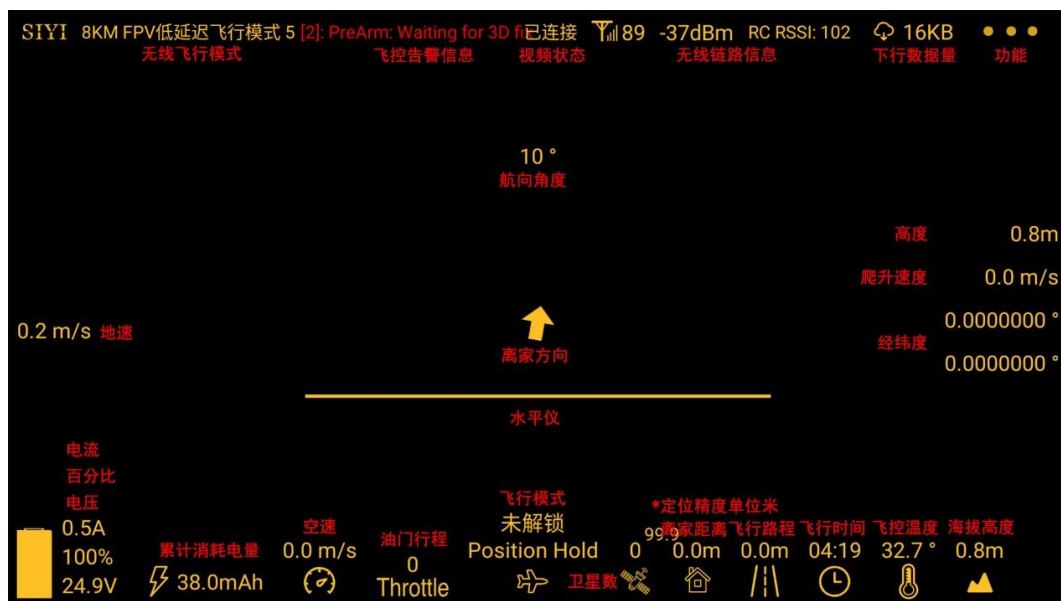 SIYI 8KM FPV低延迟飞行模式 5 [2]: PreArm: Waiting for 3D fi已连接 89 -37dBm RC RSSI: 102 16KB
无线飞行模式 飞控告警信息 视频状态 无线链路信息 下行数据量 功能
10 °
航向角度
高度 0.8m
爬升速度 0.0 m/s
0.2 m/s 地速
离家方向
0.0000000 °
经纬度
0.0000000 °
水平仪
电流
百分比
电压
0.5A
100%
24.9V
累计消耗电量
38.0mAh
空速
0.0 m/s
油门行程
0
Throttle
飞行模式
未解锁
Position Hold
*定位精度单位米
99.9
0
卫星数
离家距离 飞行路程 飞行时间 飞控温度 海拔高度
0.0m 0.0m 04:19 32.7 ° 0.8m